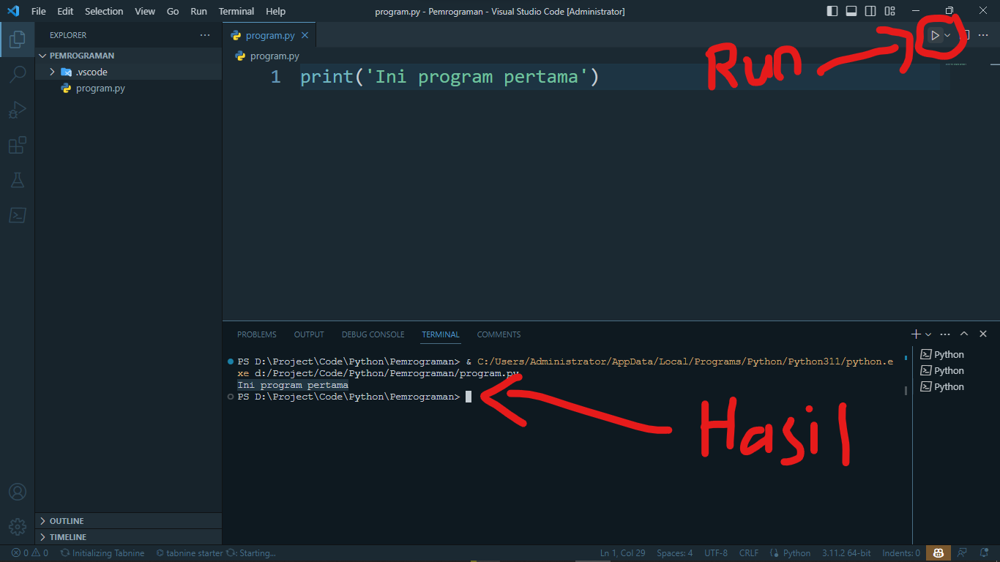 File Edit Selection View Go Run Terminal Help program.py - Pemrograman - Visual Studio Code [Administrator]
EXPLORER
program.py
PEMROGRAMAN
program.py
Run
.vscode
1 print('Ini program pertama')
program.py
PROBLEMS OUTPUT DEBUG CONSOLE TERMINAL COMMENTS
PS D:\Project\Code\Python\Pemrograman> & C:/Users/Administrator/AppData/Local/Programs/Python/Python311/python.e
xe d:/Project/Code/Python/Pemrograman/program.py
Ini program pertama
PS D:\Project\Code\Python\Pemrograman>
Python
Python
Python
Hasil
OUTLINE
TIMELINE
0 0 Initializing Tabnine tabnine starter : Starting... Ln 1, Col 29 Spaces: 4 UTF-8 CRLF Python 3.11.2 64-bit Indents: 0